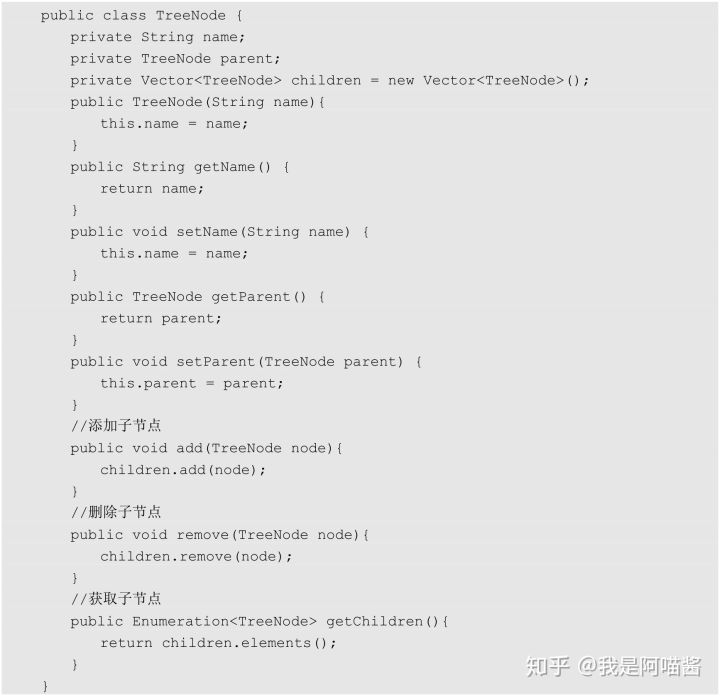 public class TreeNode {
private String name;
private TreeNode parent;
private Vector<TreeNode> children = new Vector<TreeNode>();
public TreeNode(String name){
this.name = name;
}
public String getName() {
return name;
}
public void setName(String name) {
this.name = name;
}
public TreeNode getParent() {
return parent;
}
public void setParent(TreeNode parent) {
this.parent = parent;
}
//添加子节点
public void add(TreeNode node){
children.add(node);
}
//删除子节点
public void remove(TreeNode node){
children.remove(node);
}
//获取子节点
public Enumeration<TreeNode> getChildren(){
return children.elements();
}
}
知乎 @我是阿喵酱